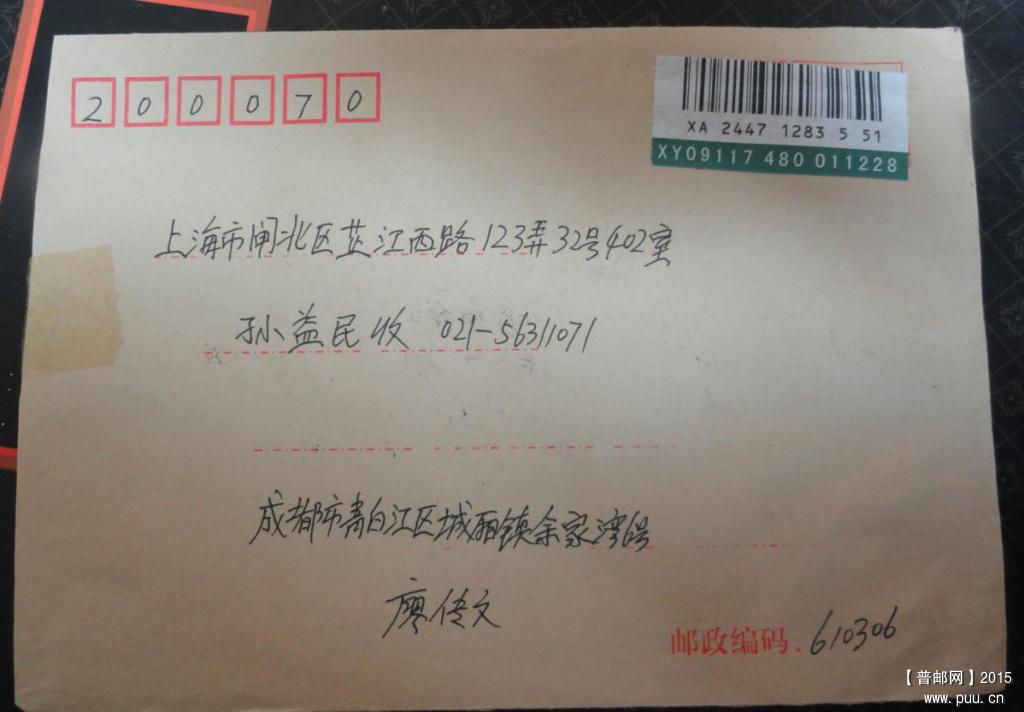 200070
XA 2447 1283 5 51
XY09117 480 011228
上海市闸北区芷江西路123弄32号402室
孙益民收 021-56311071
成都市青白江区城厢镇余家湾6号
廖传文
邮政编码: 610306
【普邮网】2015
www.puu.cn